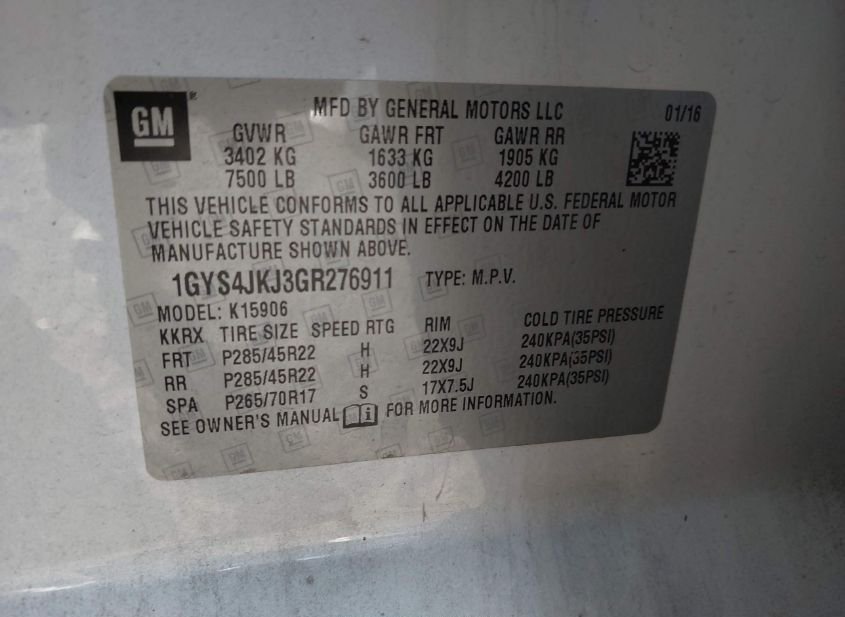 GM
MFD BY GENERAL MOTORS LLC 01/16
GVWR GAWR FRT GAWR RR
3402 KG 1633 KG 1905 KG
7500 LB 3600 LB 4200 LB
THIS VEHICLE CONFORMS TO ALL APPLICABLE U.S. FEDERAL MOTOR
VEHICLE SAFETY STANDARDS IN EFFECT ON THE DATE OF
MANUFACTURE SHOWN ABOVE.
1GYS4JKJ3GR276911 TYPE: M.P.V.
MODEL: K15906
KKRX TIRE SIZE SPEED RTG RIM COLD TIRE PRESSURE
FRT P285/45R22 H 22X9J 240KPA(35PSI)
RR P285/45R22 H 22X9J 240KPA(35PSI)
SPA P265/70R17 S 17X7.5J 240KPA(35PSI)
SEE OWNER'S MANUAL FOR MORE INFORMATION.